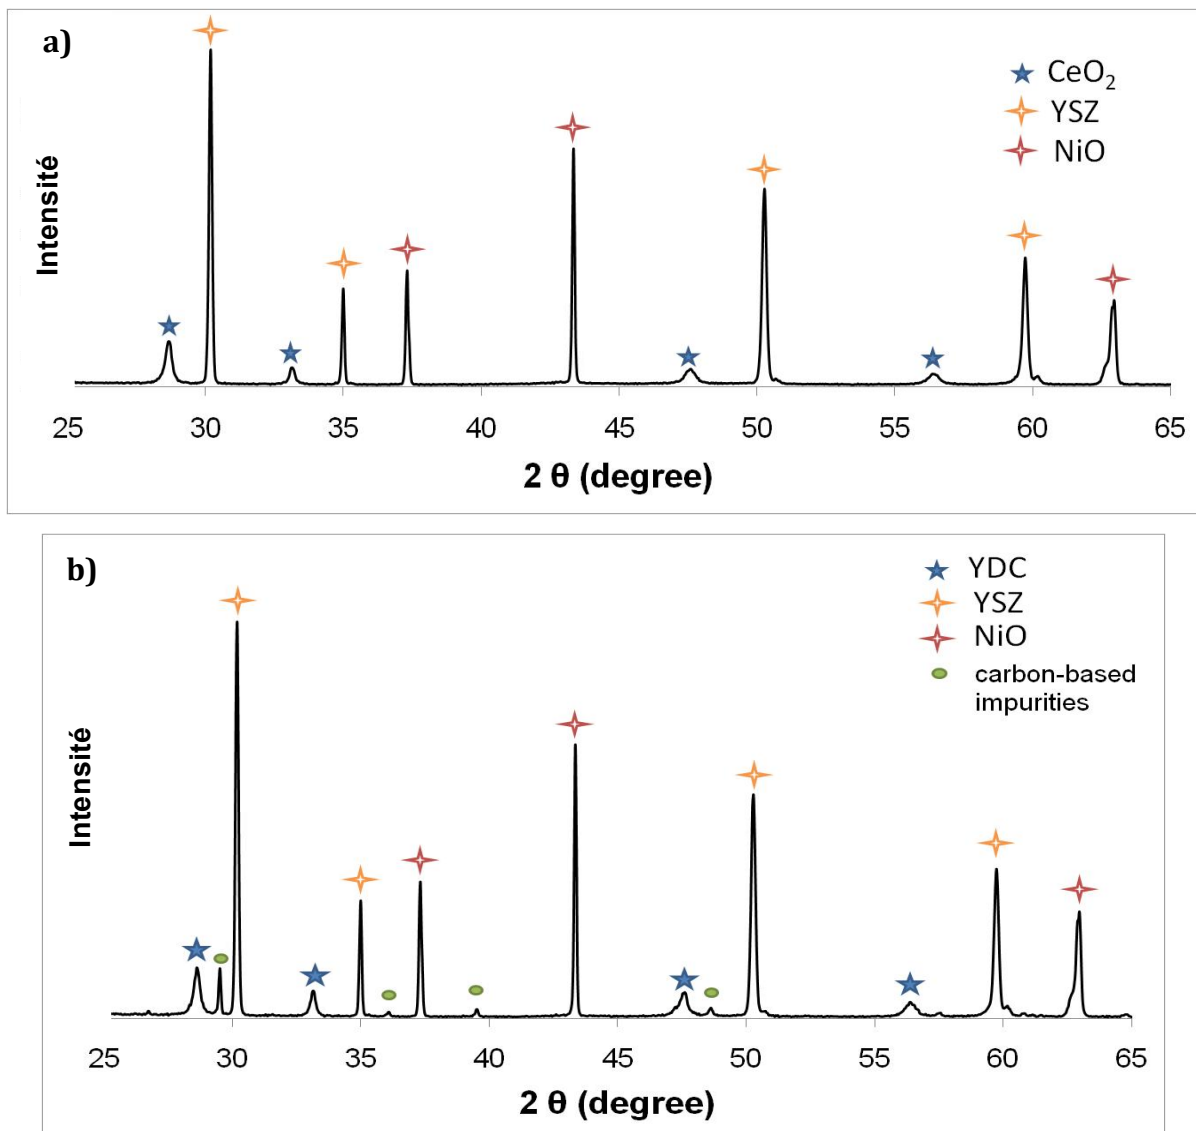 a)
CeO₂
YSZ
NiO
Intensité
25 30 35 40 45 50 55 60 65
2 θ (degree)
b)
YDC
YSZ
NiO
carbon-based
impurities
Intensité
25 30 35 40 45 50 55 60 65
2 θ (degree)